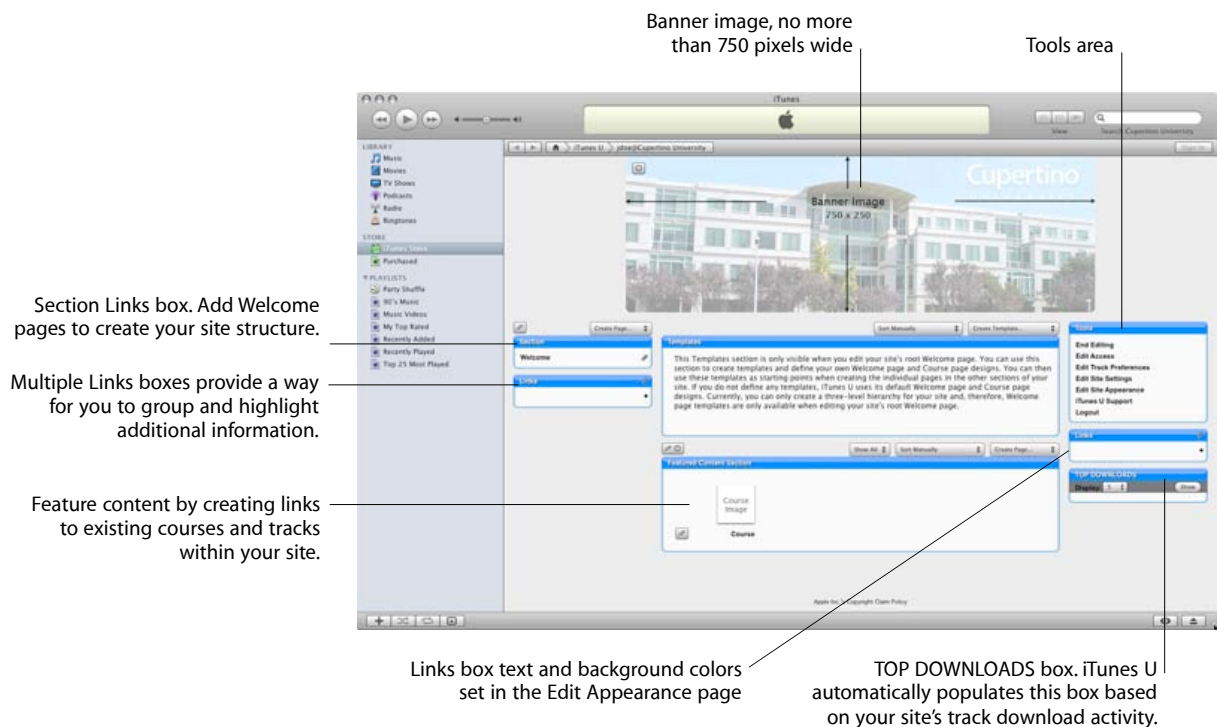 Banner image, no more
than 750 pixels wide
Tools area
iTunes
View
Search Cupertino University
LIBRARY
Music
Movies
TV Shows
Podcasts
Radio
Ringtones
STORE
iTunes Store
Purchased
PLAYLISTS
Party Shuffle
90's Music
Music Videos
My Top Rated
Recently Added
Recently Played
Top 25 Most Played
iTunes U
jdoe@Cupertino University
Sign In
Cupertino
Banner Image
750 x 250
Section Links box. Add Welcome
pages to create your site structure.
Multiple Links boxes provide a way
for you to group and highlight
additional information.
Feature content by creating links
to existing courses and tracks
within your site.
Create Page...
Section
Welcome
Links
Sort Manually
Create Template...
Templates
This Templates section is only visible when you edit your site's root Welcome page. You can use this
section to create templates and define your own Welcome page and Course page designs. You can then
use these templates as starting points when creating the individual pages in the other sections of your
site. If you do not define any templates, iTunes U uses its default Welcome page and Course page
designs. Currently, you can only create a three-level hierarchy for your site and, therefore, Welcome
page templates are only available when editing your site's root Welcome page.
Show All
Sort Manually
Create Page...
Featured Content Section
Course
Image
Course
Tools
End Editing
Edit Access
Edit Track Preferences
Edit Site Settings
Edit Site Appearance
iTunes U Support
Logout
Links
TOP DOWNLOADS
Display
5
Show
Apple Inc.'s Copyright Claim Policy
Links box text and background colors
set in the Edit Appearance page
TOP DOWNLOADS box. iTunes U
automatically populates this box based
on your site's track download activity.